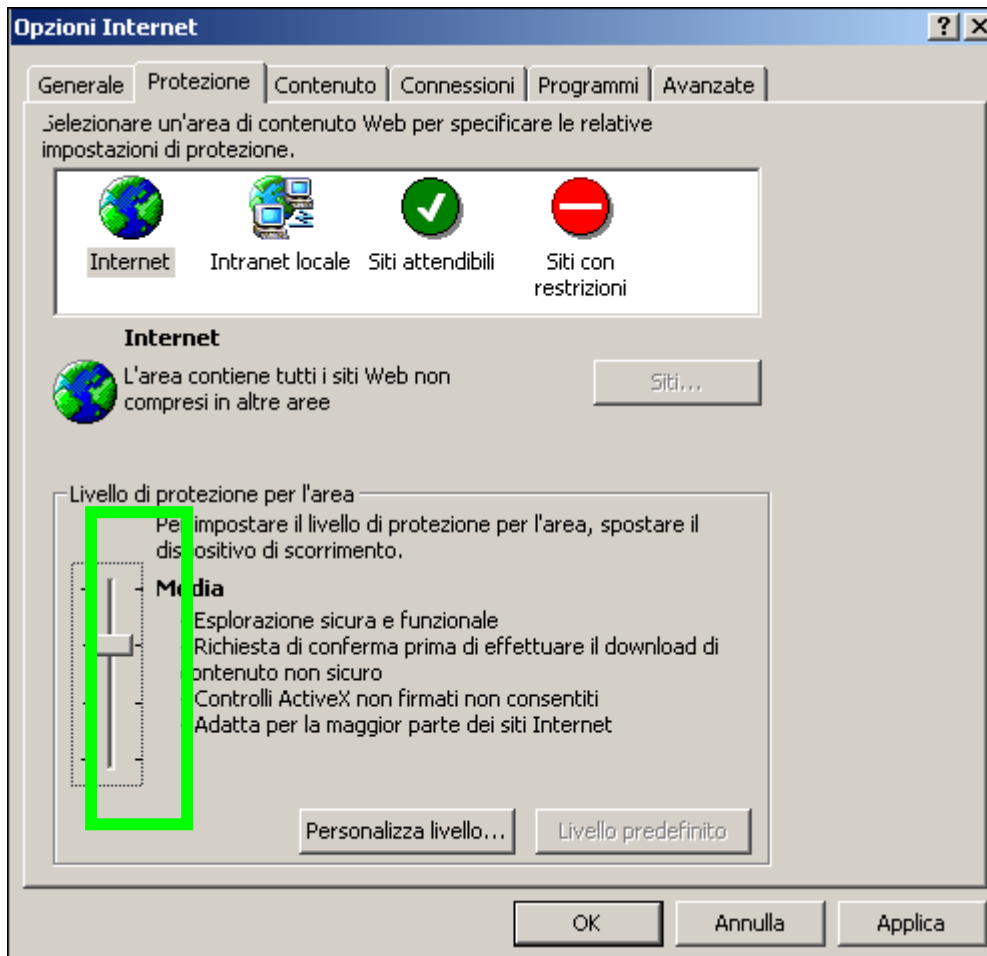 Opzioni Internet
Generale Protezione Contenuto Connessioni Programmi Avanzate
Selezionare un'area di contenuto Web per specificare le relative
impostazioni di protezione.
Internet Intranet locale Siti attendibili Siti con
restrizioni
Internet
L'area contiene tutti i siti Web non
compresi in altre aree
Siti...
Livello di protezione per l'area
Per impostare il livello di protezione per l'area, spostare il
dispositivo di scorrimento.
Media
- Esplorazione sicura e funzionale
- Richiesta di conferma prima di effettuare il download di
contenuto non sicuro
- Controlli ActiveX non firmati non consentiti
- Adatta per la maggior parte dei siti Internet
Personalizza livello... Livello predefinito
OK Annulla Applica